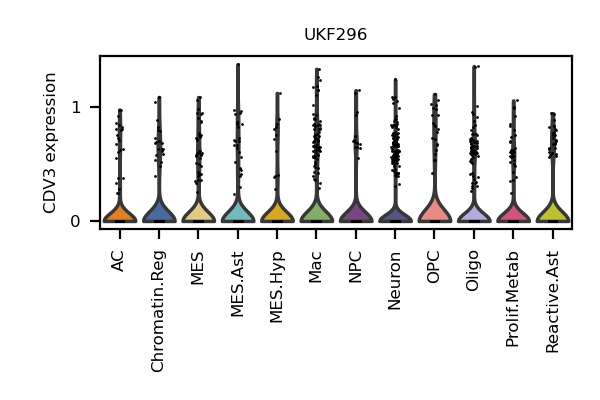 UKF296
CDV3 expression
1
0
AC
Chromatin.Reg
MES
MES.Ast
MES.Hyp
Mac
NPC
Neuron
OPC
Oligo
Prolif.Metab
Reactive.Ast